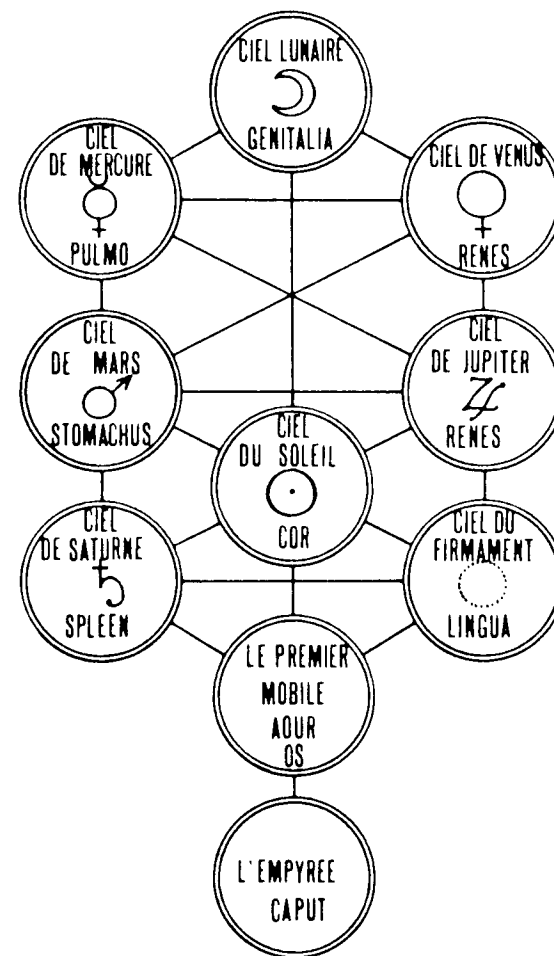 CIEL LUNAIRE
GENITALIA
CIEL
DE MERCURE
PULMO
CIEL DE VENUS
RENES
CIEL
DE MARS
STOMACHUS
CIEL
DE JUPITER
RENES
CIEL
DU SOLEIL
COR
CIEL
DE SATURNE
SPLEEN
CIEL DU
FIRMAMENT
LINGUA
LE PREMIER
MOBILE
AOUR
OS
L'EMPYREE
CAPUT